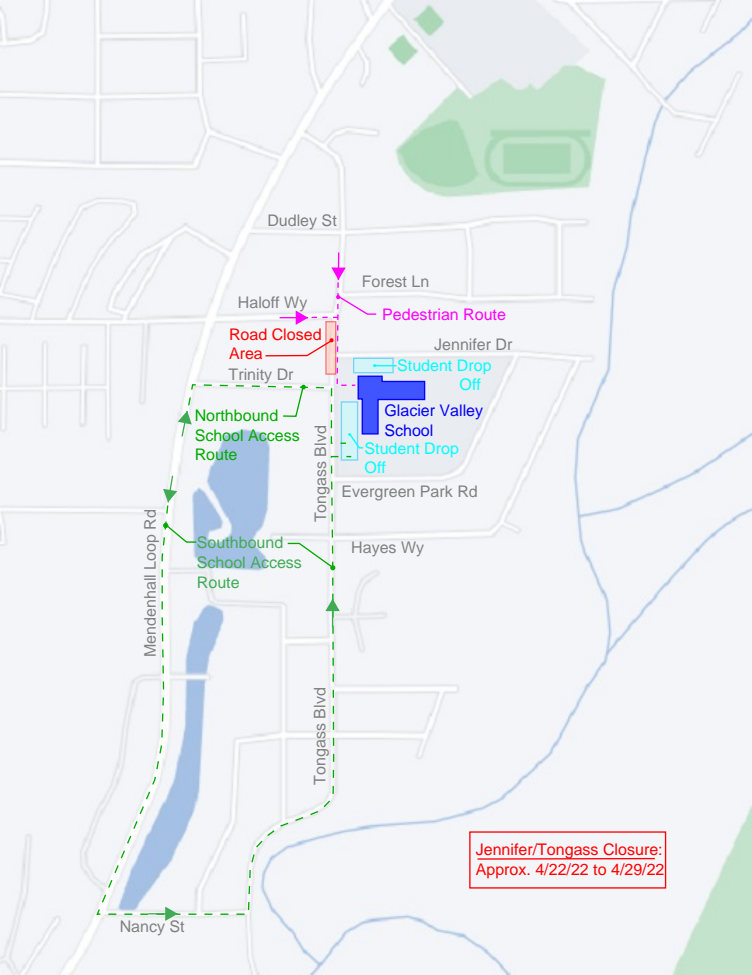 Dudley St
Forest Ln
Haloff Wy
Pedestrian Route
Road Closed
Area
Jennifer Dr
Student Drop
Off
Trinity Dr
Northbound
School Access
Route
Glacier Valley
School
Tongass Blvd
Student Drop
Off
Evergreen Park Rd
Mendenhall Loop Rd
Southbound
School Access
Route
Hayes Wy
Tongass Blvd
Jennifer/Tongass Closure:
Approx. 4/22/22 to 4/29/22
Nancy St